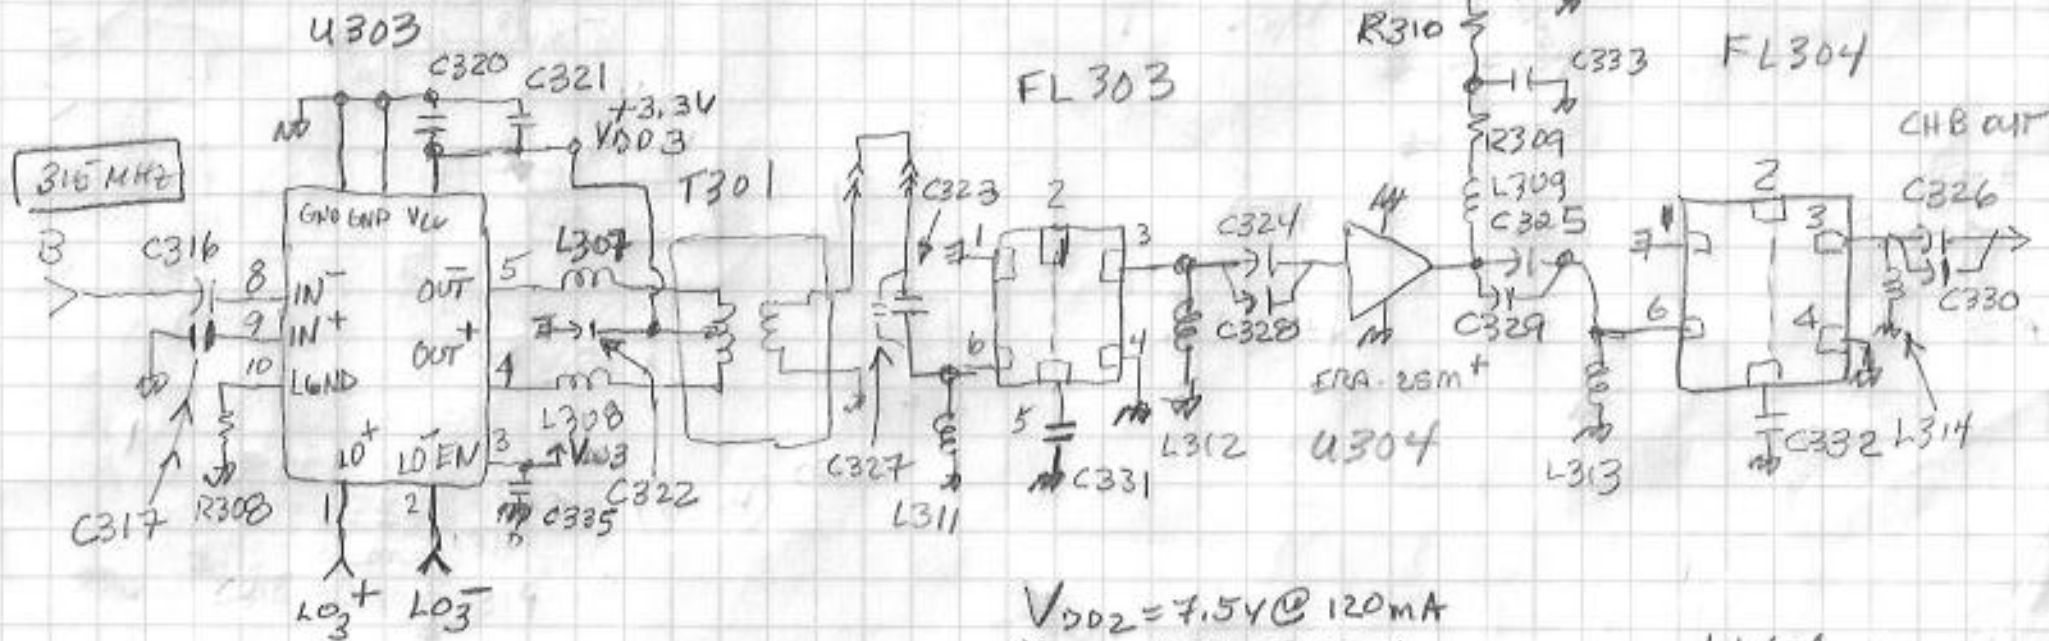 U303
C320
C321
+3.3V
VDD3
FL303
R310
C333
FL304
R309
CHB OUT
315 MHz
B
C316
GND GND VCC
L307
T301
C323
1
2
3
C324
L309
C325
2
3
C326
8
IN-
OUT-
5
9
IN+
OUT+
4
10
LGND
L308
6
4
5
C328
C329
6
4
C330
ERA-2SM+
U304
C317
R308
LO+
LO-
EN
3
C335
C322
C327
L311
C331
L312
L313
C332
L314
1
2
LO3+
LO3-
VDD2 = 7.5V @ 120mA